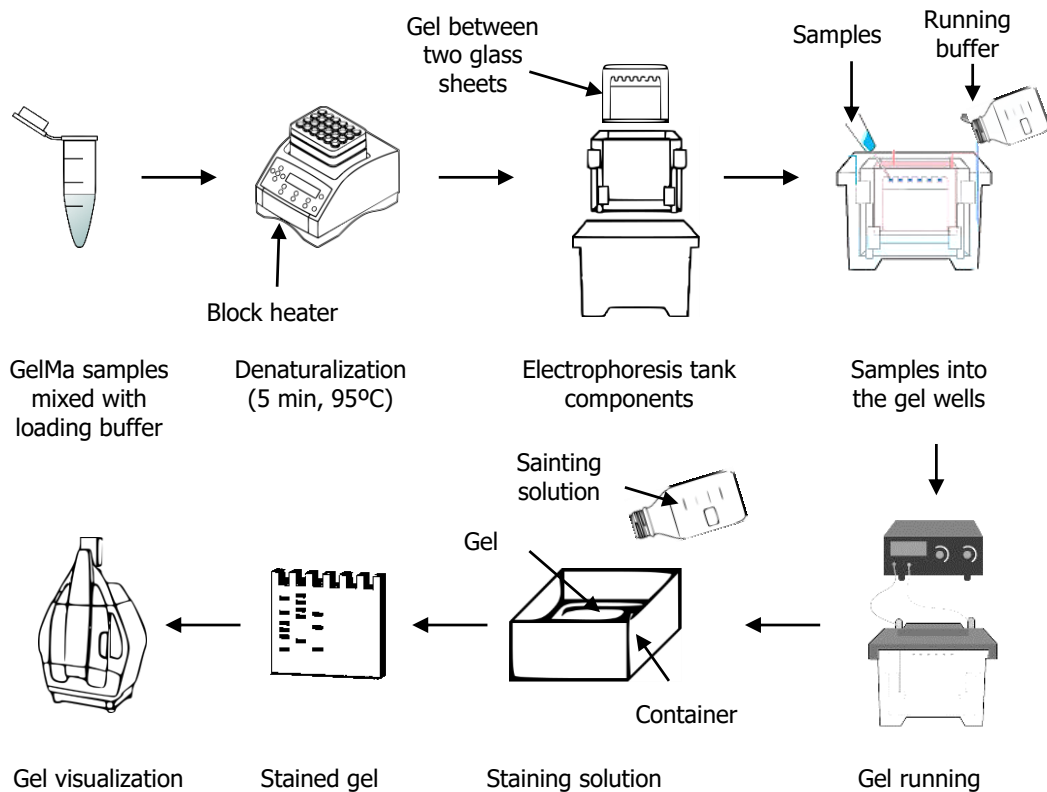 Gel between
two glass
sheets
Samples
Running
buffer
Block heater
GelMa samples
mixed with
loading buffer
Denaturalization
(5 min, 95ºC)
Electrophoresis tank
components
Samples into
the gel wells
Sainting
solution
Gel
Container
Gel visualization
Stained gel
Staining solution
Gel running